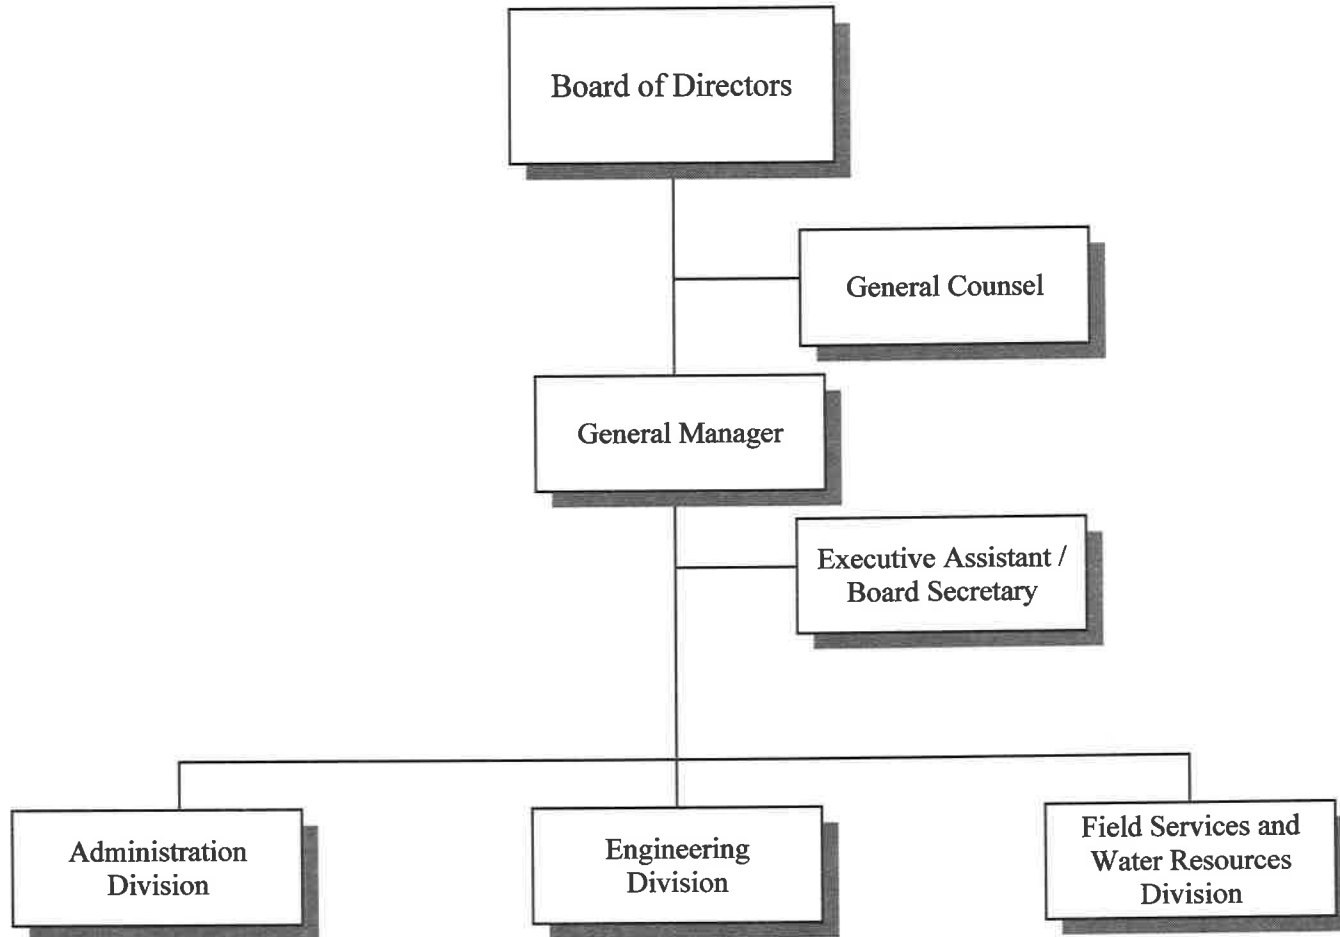 Board of Directors
General Counsel
General Manager
Executive Assistant /
Board Secretary
Administration
Division
Engineering
Division
Field Services and
Water Resources
Division